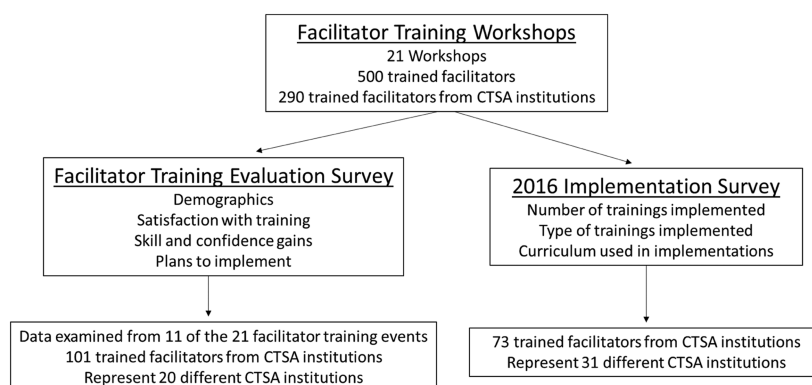 Facilitator Training Workshops
21 Workshops
500 trained facilitators
290 trained facilitators from CTSA institutions
Facilitator Training Evaluation Survey
Demographics
Satisfaction with training
Skill and confidence gains
Plans to implement
2016 Implementation Survey
Number of trainings implemented
Type of trainings implemented
Curriculum used in implementations
Data examined from 11 of the 21 facilitator training events
101 trained facilitators from CTSA institutions
Represent 20 different CTSA institutions
73 trained facilitators from CTSA institutions
Represent 31 different CTSA institutions